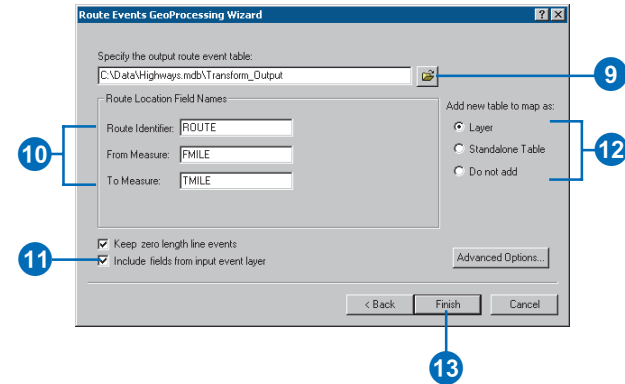 Route Events GeoProcessing Wizard
Specify the output route event table:
C:\Data\Highways.mdb\Transform_Output
9
Route Location Field Names
Add new table to map as:
Route Identifier: ROUTE
Layer
10
From Measure: FMILE
Standalone Table
12
To Measure: TMILE
Do not add
Keep zero length line events
11
Include fields from input event layer
Advanced Options...
< Back
Finish
Cancel
13